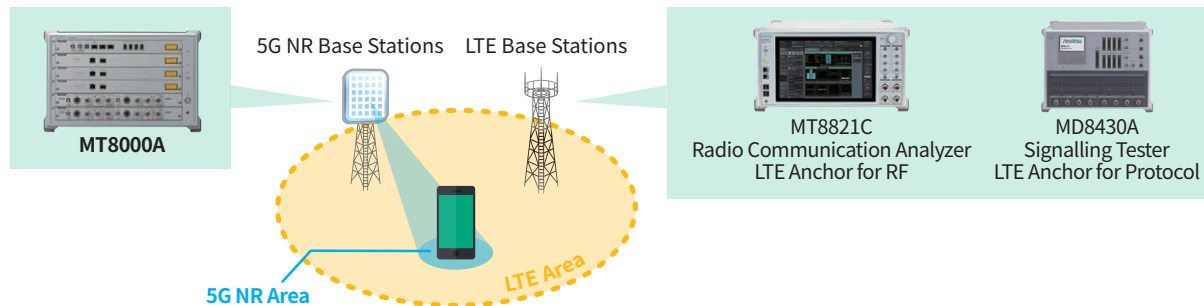 5G NR Base Stations
LTE Base Stations
MT8000A
MT8821C
Radio Communication Analyzer
LTE Anchor for RF
MD8430A
Signalling Tester
LTE Anchor for Protocol
LTE Area
5G NR Area